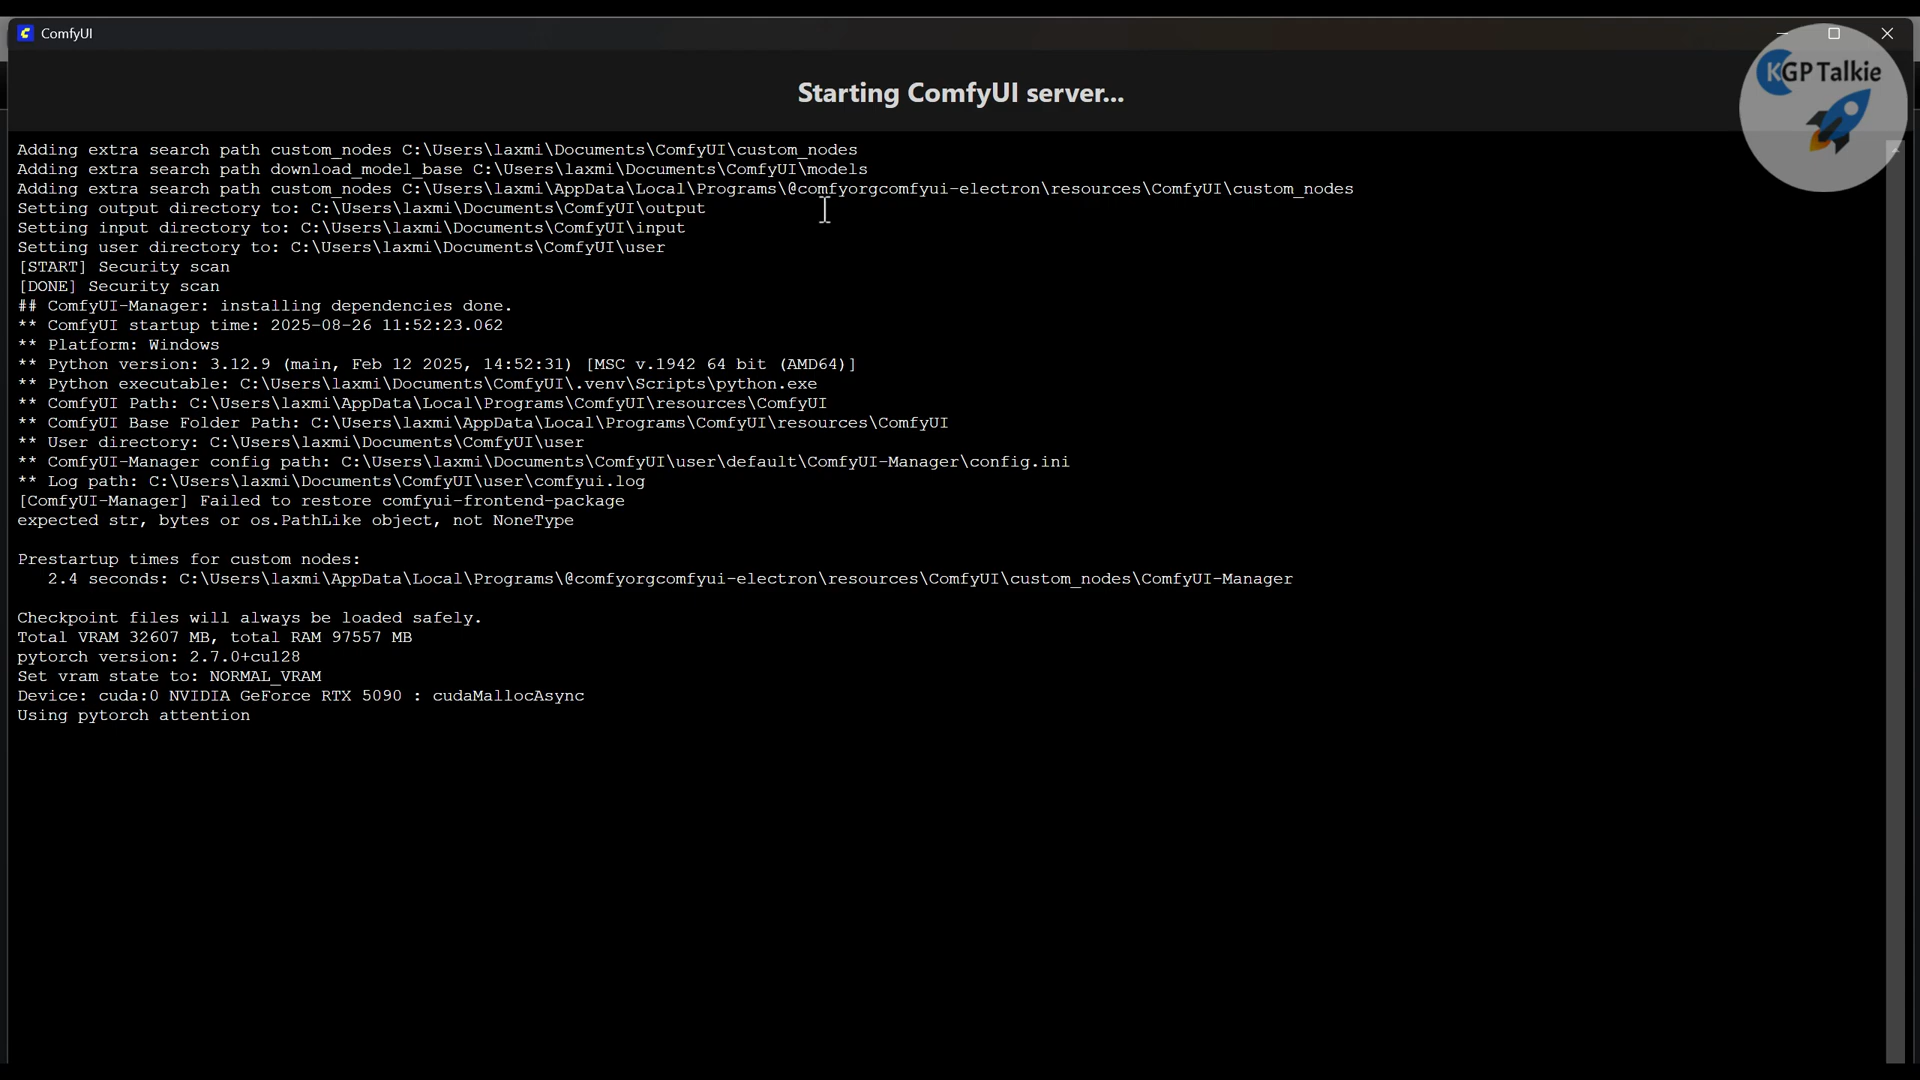 ComfyUI
KGP Talkie
Starting ComfyUI server...
Adding extra search path custom_nodes C:\Users\laxmi\Documents\ComfyUI\custom_nodes
Adding extra search path download_model_base C:\Users\laxmi\Documents\ComfyUI\models
Adding extra search path custom_nodes C:\Users\laxmi\AppData\Local\Programs\@comfyorgcomfyui-electron\resources\ComfyUI\custom_nodes
Setting output directory to: C:\Users\laxmi\Documents\ComfyUI\output
Setting input directory to: C:\Users\laxmi\Documents\ComfyUI\input
Setting user directory to: C:\Users\laxmi\Documents\ComfyUI\user
[START] Security scan
[DONE] Security scan
## ComfyUI-Manager: installing dependencies done.
** ComfyUI startup time: 2025-08-26 11:52:23.062
** Platform: Windows
** Python version: 3.12.9 (main, Feb 12 2025, 14:52:31) [MSC v.1942 64 bit (AMD64)]
** Python executable: C:\Users\laxmi\Documents\ComfyUI\.venv\Scripts\python.exe
** ComfyUI Path: C:\Users\laxmi\AppData\Local\Programs\ComfyUI\resources\ComfyUI
** ComfyUI Base Folder Path: C:\Users\laxmi\AppData\Local\Programs\ComfyUI\resources\ComfyUI
** User directory: C:\Users\laxmi\Documents\ComfyUI\user
** ComfyUI-Manager config path: C:\Users\laxmi\Documents\ComfyUI\user\default\ComfyUI-Manager\config.ini
** Log path: C:\Users\laxmi\Documents\ComfyUI\user\comfyui.log
[ComfyUI-Manager] Failed to restore comfyui-frontend-package
expected str, bytes or os.PathLike object, not NoneType
Prestartup times for custom nodes:
2.4 seconds: C:\Users\laxmi\AppData\Local\Programs\@comfyorgcomfyui-electron\resources\ComfyUI\custom_nodes\ComfyUI-Manager
Checkpoint files will always be loaded safely.
Total VRAM 32607 MB, total RAM 97557 MB
pytorch version: 2.7.0+cu128
Set vram state to: NORMAL_VRAM
Device: cuda:0 NVIDIA GeForce RTX 5090 : cudaMallocAsync
Using pytorch attention